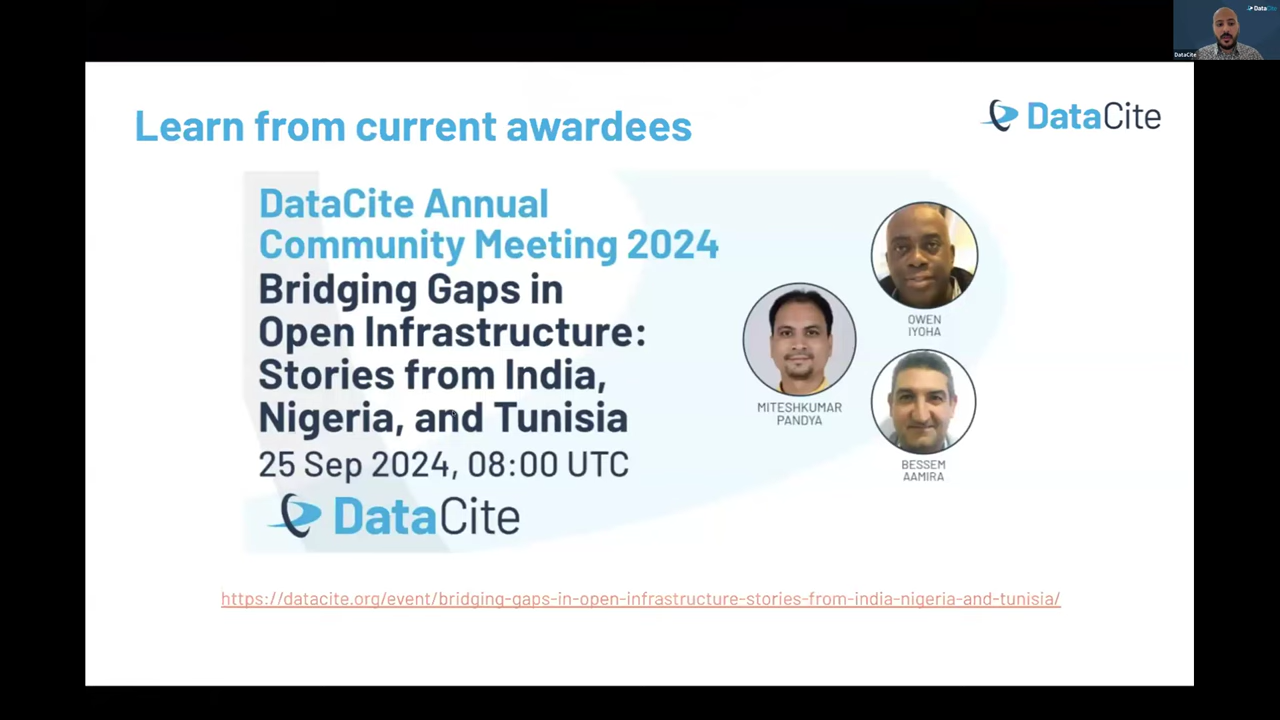 DataCite
DataCite
Learn from current awardees
DataCite
DataCite Annual
Community Meeting 2024
Bridging Gaps in
Open Infrastructure:
Stories from India,
Nigeria, and Tunisia
25 Sep 2024, 08:00 UTC
DataCite
OWEN
IYOHA
MITESHKUMAR
PANDYA
BESSEM
AAMIRA
https://datacite.org/event/bridging-gaps-in-open-infrastructure-stories-from-india-nigeria-and-tunisia/